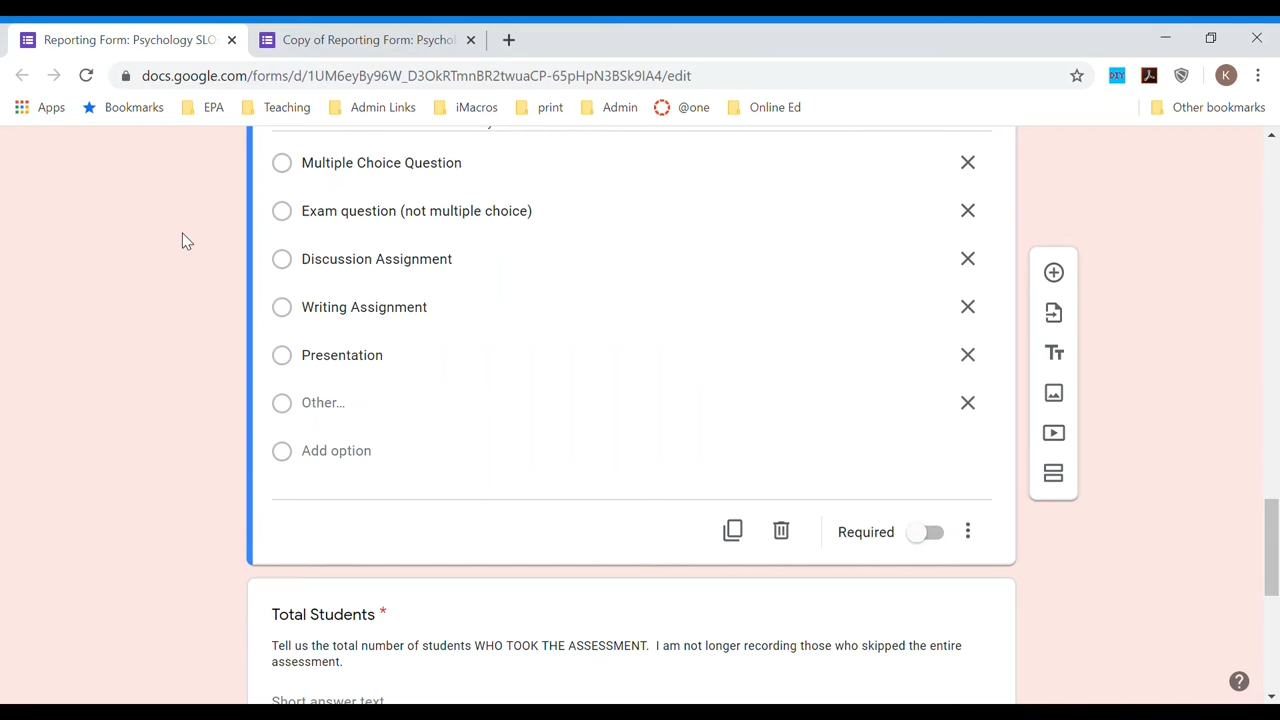 Reporting Form: Psychology SLO
Copy of Reporting Form: Psychol
docs.google.com/forms/d/1UM6eyBy96W_D3OkRTmnBR2twuaCP-65pHpN3BSk9IA4/edit
DIY
K
Apps
Bookmarks
EPA
Teaching
Admin Links
iMacros
print
Admin
@one
Online Ed
Other bookmarks
Multiple Choice Question
Exam question (not multiple choice)
Discussion Assignment
Writing Assignment
Presentation
Other...
Add option
Required
Total Students *
Tell us the total number of students WHO TOOK THE ASSESSMENT. I am not longer recording those who skipped the entire
assessment.
Short answer text